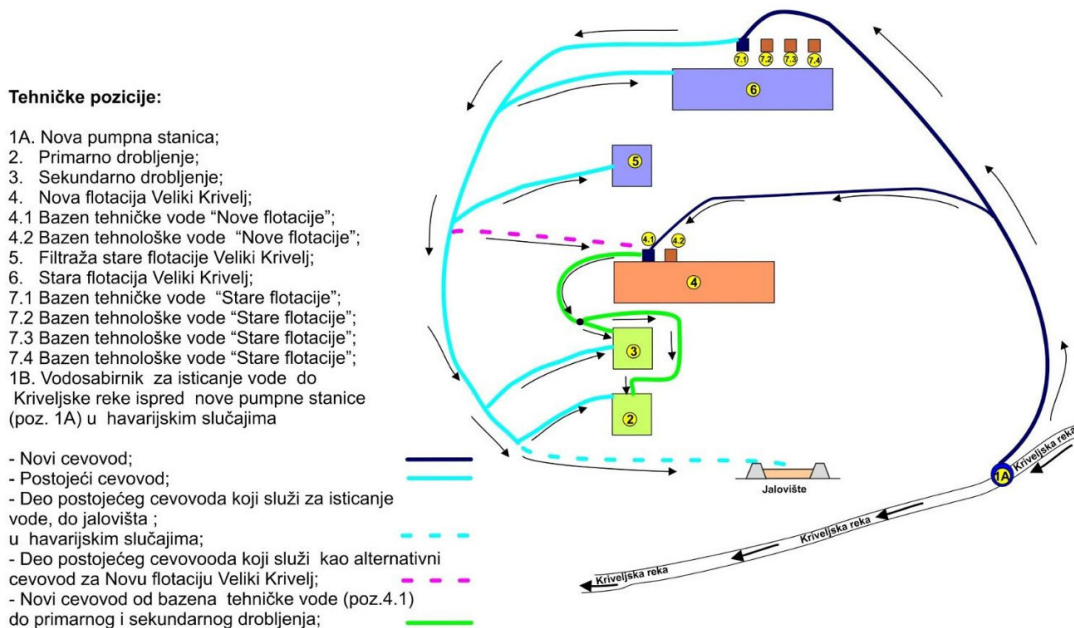 Tehničke pozicije:
1A. Nova pumpna stanica;
2. Primarno drobljenje;
3. Sekundarno drobljenje;
4. Nova flotacija Veliki Krivelj;
4.1 Bazen tehničke vode “Nove flotacije”;
4.2 Bazen tehnološke vode “Nove flotacije”;
5. Filtraža stare flotacije Veliki Krivelj;
6. Stara flotacija Veliki Krivelj;
7.1 Bazen tehničke vode “Stare flotacije”;
7.2 Bazen tehnološke vode “Stare flotacije”;
7.3 Bazen tehnološke vode “Stare flotacije”;
7.4 Bazen tehnološke vode “Stare flotacije”;
1B. Vodosabirnik za isticanje vode do
Kriveljske reke ispred nove pumpne stanice
(poz. 1A) u havarijskim slučajima
- Novi cevovod;
- Postojeći cevovod;
- Deo postojećeg cevovoda koji služi za isticanje
vode, do jalovišta ;
u havarijskim slučajima;
- Deo postojećeg cevovooda koji služi kao alternativni
cevovod za Novu flotaciju Veliki Krivelj;
- Novi cevovod od bazena tehničke vode (poz.4.1)
do primarnog i sekundarnog drobljenja;
7.1 7.2 7.3 7.4
6
5
4.1 4.2
4
3
2
Jalovište
1A
Kriveljska reka
Kriveljska reka
Kriveljska reka